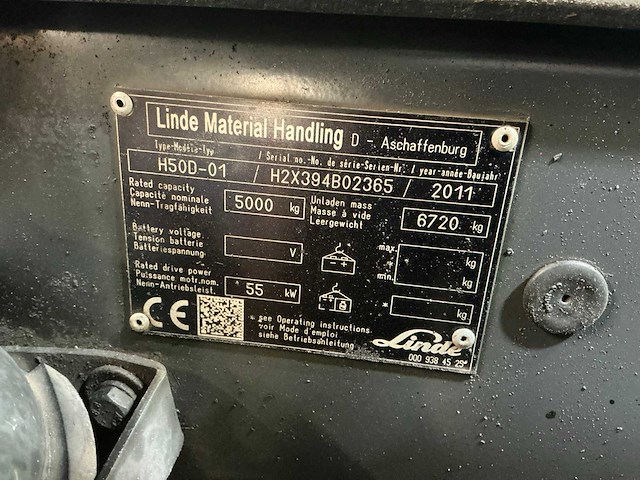 Linde Material Handling D - Aschaffenburg
Type-Modèle-Typ / Serial no.-No. de série-Serien-Nr. / year-année-Baujahr
H50D-01 / H2X394B02365 / 2011
Rated capacity
Capacité nominale
Nenn-Tragfähigkeit
5000 kg
Unladen mass
Masse à vide
Leergewicht
6720 kg
Battery voltage
Tension batterie
Batteriespannung
V
max.
kg
min.
kg
Rated drive power
Puissance motr.nom.
Nenn-Antriebsleist.
55 kW
*
kg
CE
*see Operating instructions
voir Mode d'emploi
siehe Betriebsanleitung
Linde
000 938 45 29*